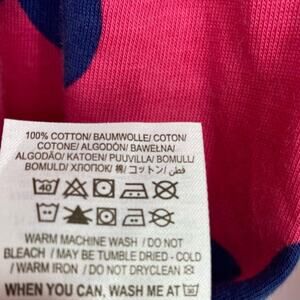 100% COTTON/ BAUMWOLLE/ COTON/
COTONE/ ALGODÓN/ BAWEŁNA/
ALGODÃO/ KATOEN/ PUUVILLA/ BOMULL/
BOMULD/ ХЛОПОК/ 棉/ コットン/ قطن/
40
WARM MACHINE WASH / DO NOT
BLEACH / MAY BE TUMBLE DRIED - COLD
/ WARM IRON / DO NOT DRYCLEAN
WHEN YOU CAN, WASH ME AT 30